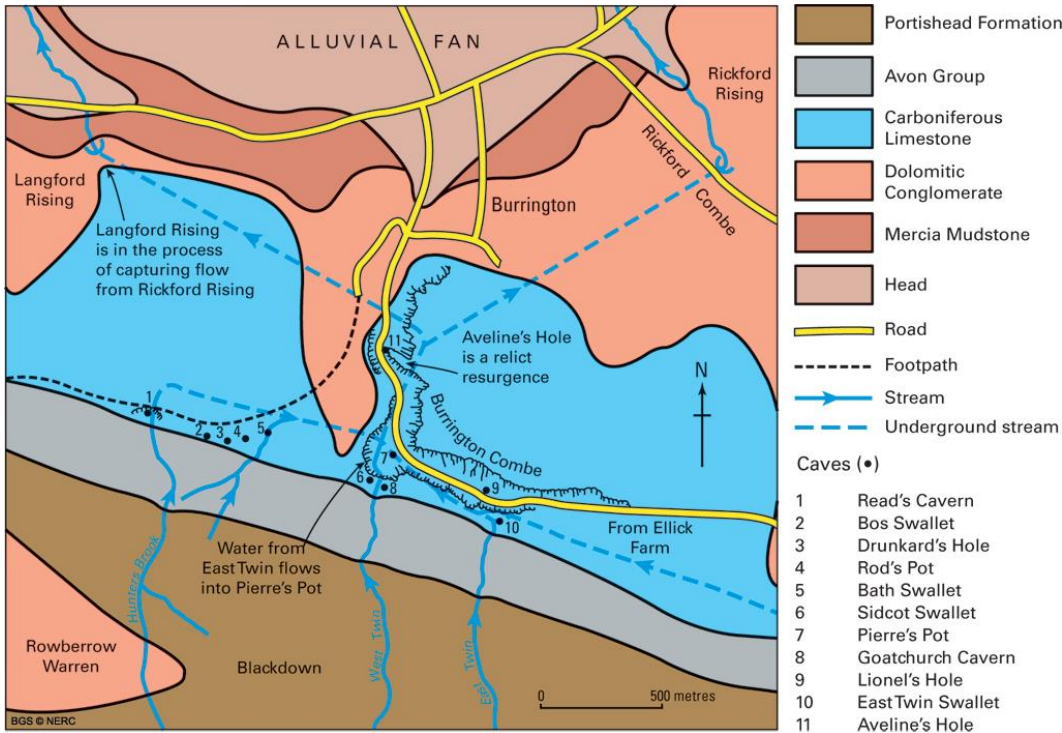 ALLUVIAL FAN
Rickford
Rising
Rickford
Combe
Langford
Rising
Burrington
Langford Rising
is in the process
of capturing flow
from Rickford Rising
11
Aveline's Hole
is a relict
resurgence
N
Burrington Combe
1
2
3
4
5
7
6
8
9
10
From Ellick
Farm
Water from
East Twin flows
into Pierre's Pot
Hunters Brook
West Twin
East Twin
Rowberrow
Warren
Blackdown
0
500 metres
BGS © NERC
Portishead Formation
Avon Group
Carboniferous
Limestone
Dolomitic
Conglomerate
Mercia Mudstone
Head
Road
Footpath
Stream
Underground stream
Caves (•)
1 Read's Cavern
2 Bos Swallet
3 Drunkard's Hole
4 Rod's Pot
5 Bath Swallet
6 Sidcot Swallet
7 Pierre's Pot
8 Goatchurch Cavern
9 Lionel's Hole
10 East Twin Swallet
11 Aveline's Hole